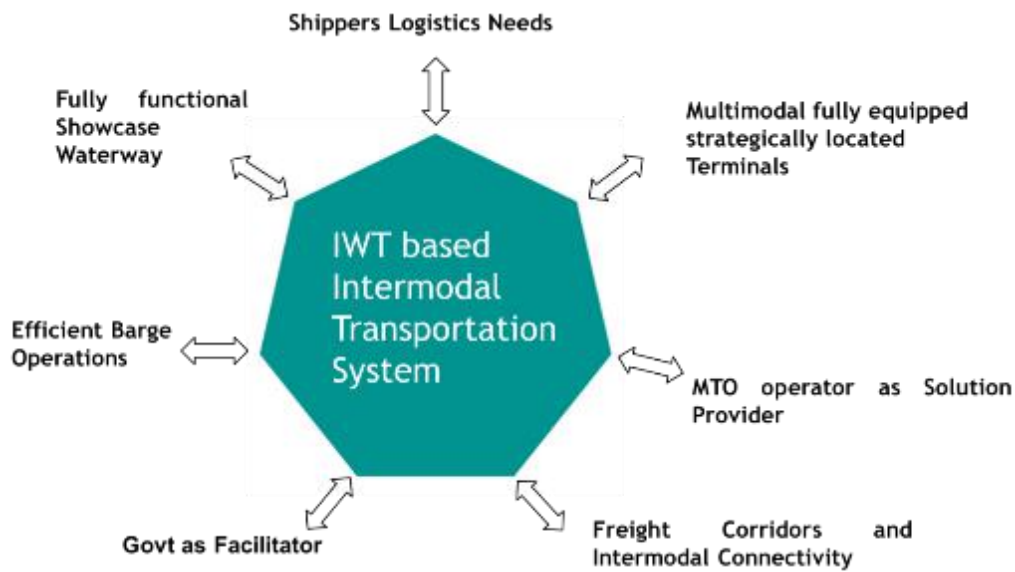 Shippers Logistics Needs
Fully functional
Showcase
Waterway
Multimodal fully equipped
strategically located
Terminals
IWT based
Intermodal
Transportation
System
Efficient Barge
Operations
MTO operator as Solution
Provider
Govt as Facilitator
Freight Corridors and
Intermodal Connectivity